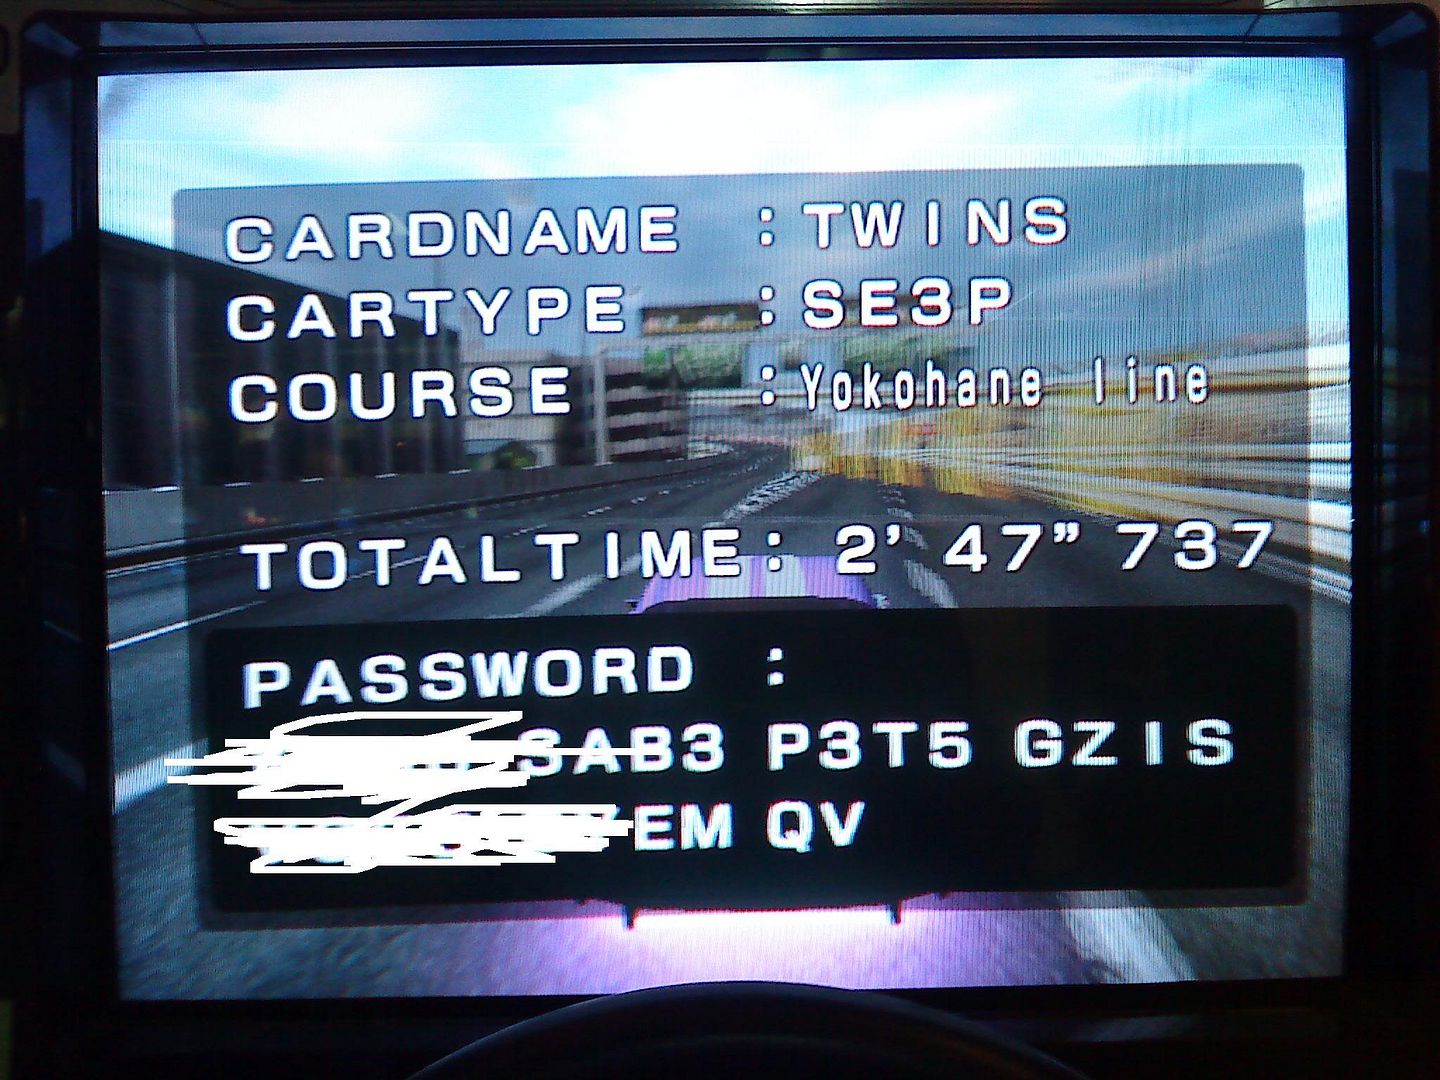 CARDNAME : TWINS
CARTYPE : SE3P
COURSE : Yokohane line
TOTALTIME: 2’ 47” 737
PASSWORD :
SAB3 P3T5 GZIS
EM QV